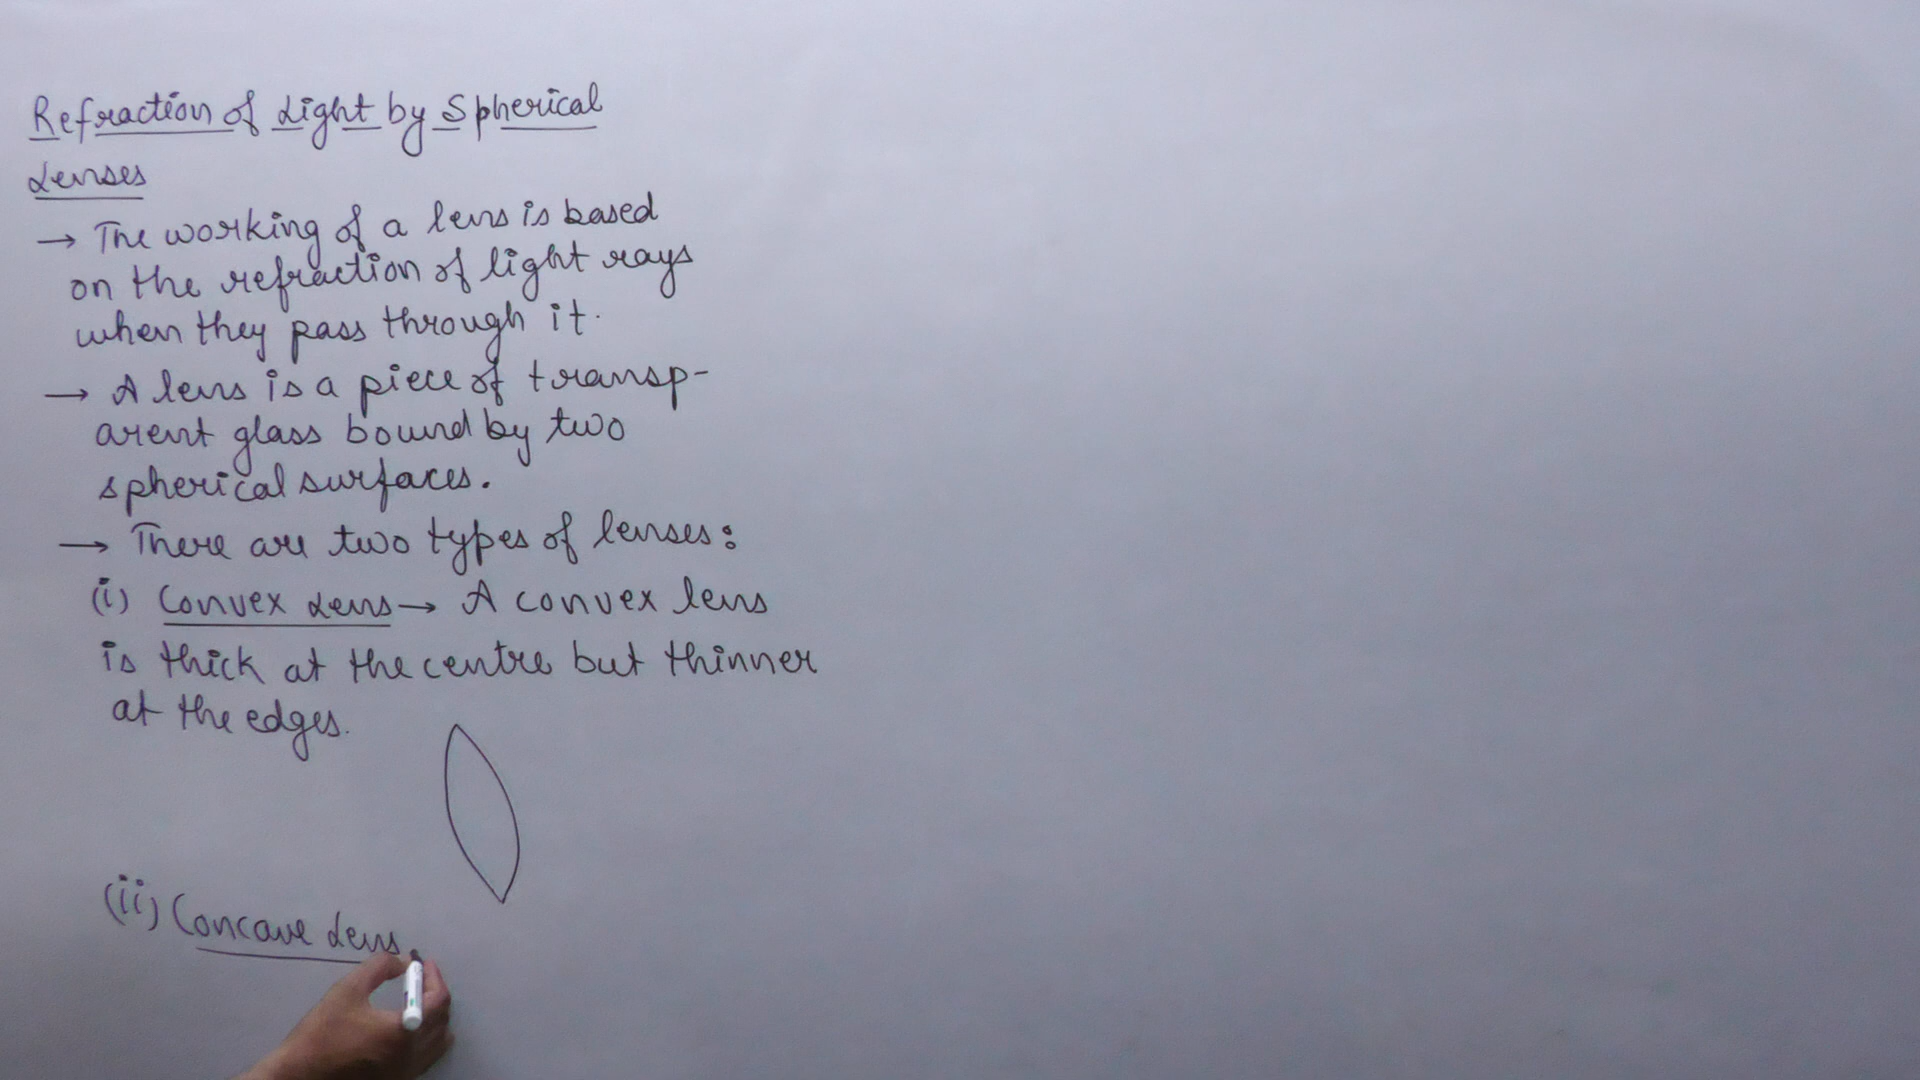 Refraction of Light by Spherical
Lenses
→ The working of a lens is based
on the refraction of light rays
when they pass through it.
→ A lens is a piece of transp-
arent glass bound by two
spherical surfaces.
→ There are two types of lenses:
(i) Convex Lens → A convex lens
is thick at the centre but thinner
at the edges.
(ii) Concave Lens